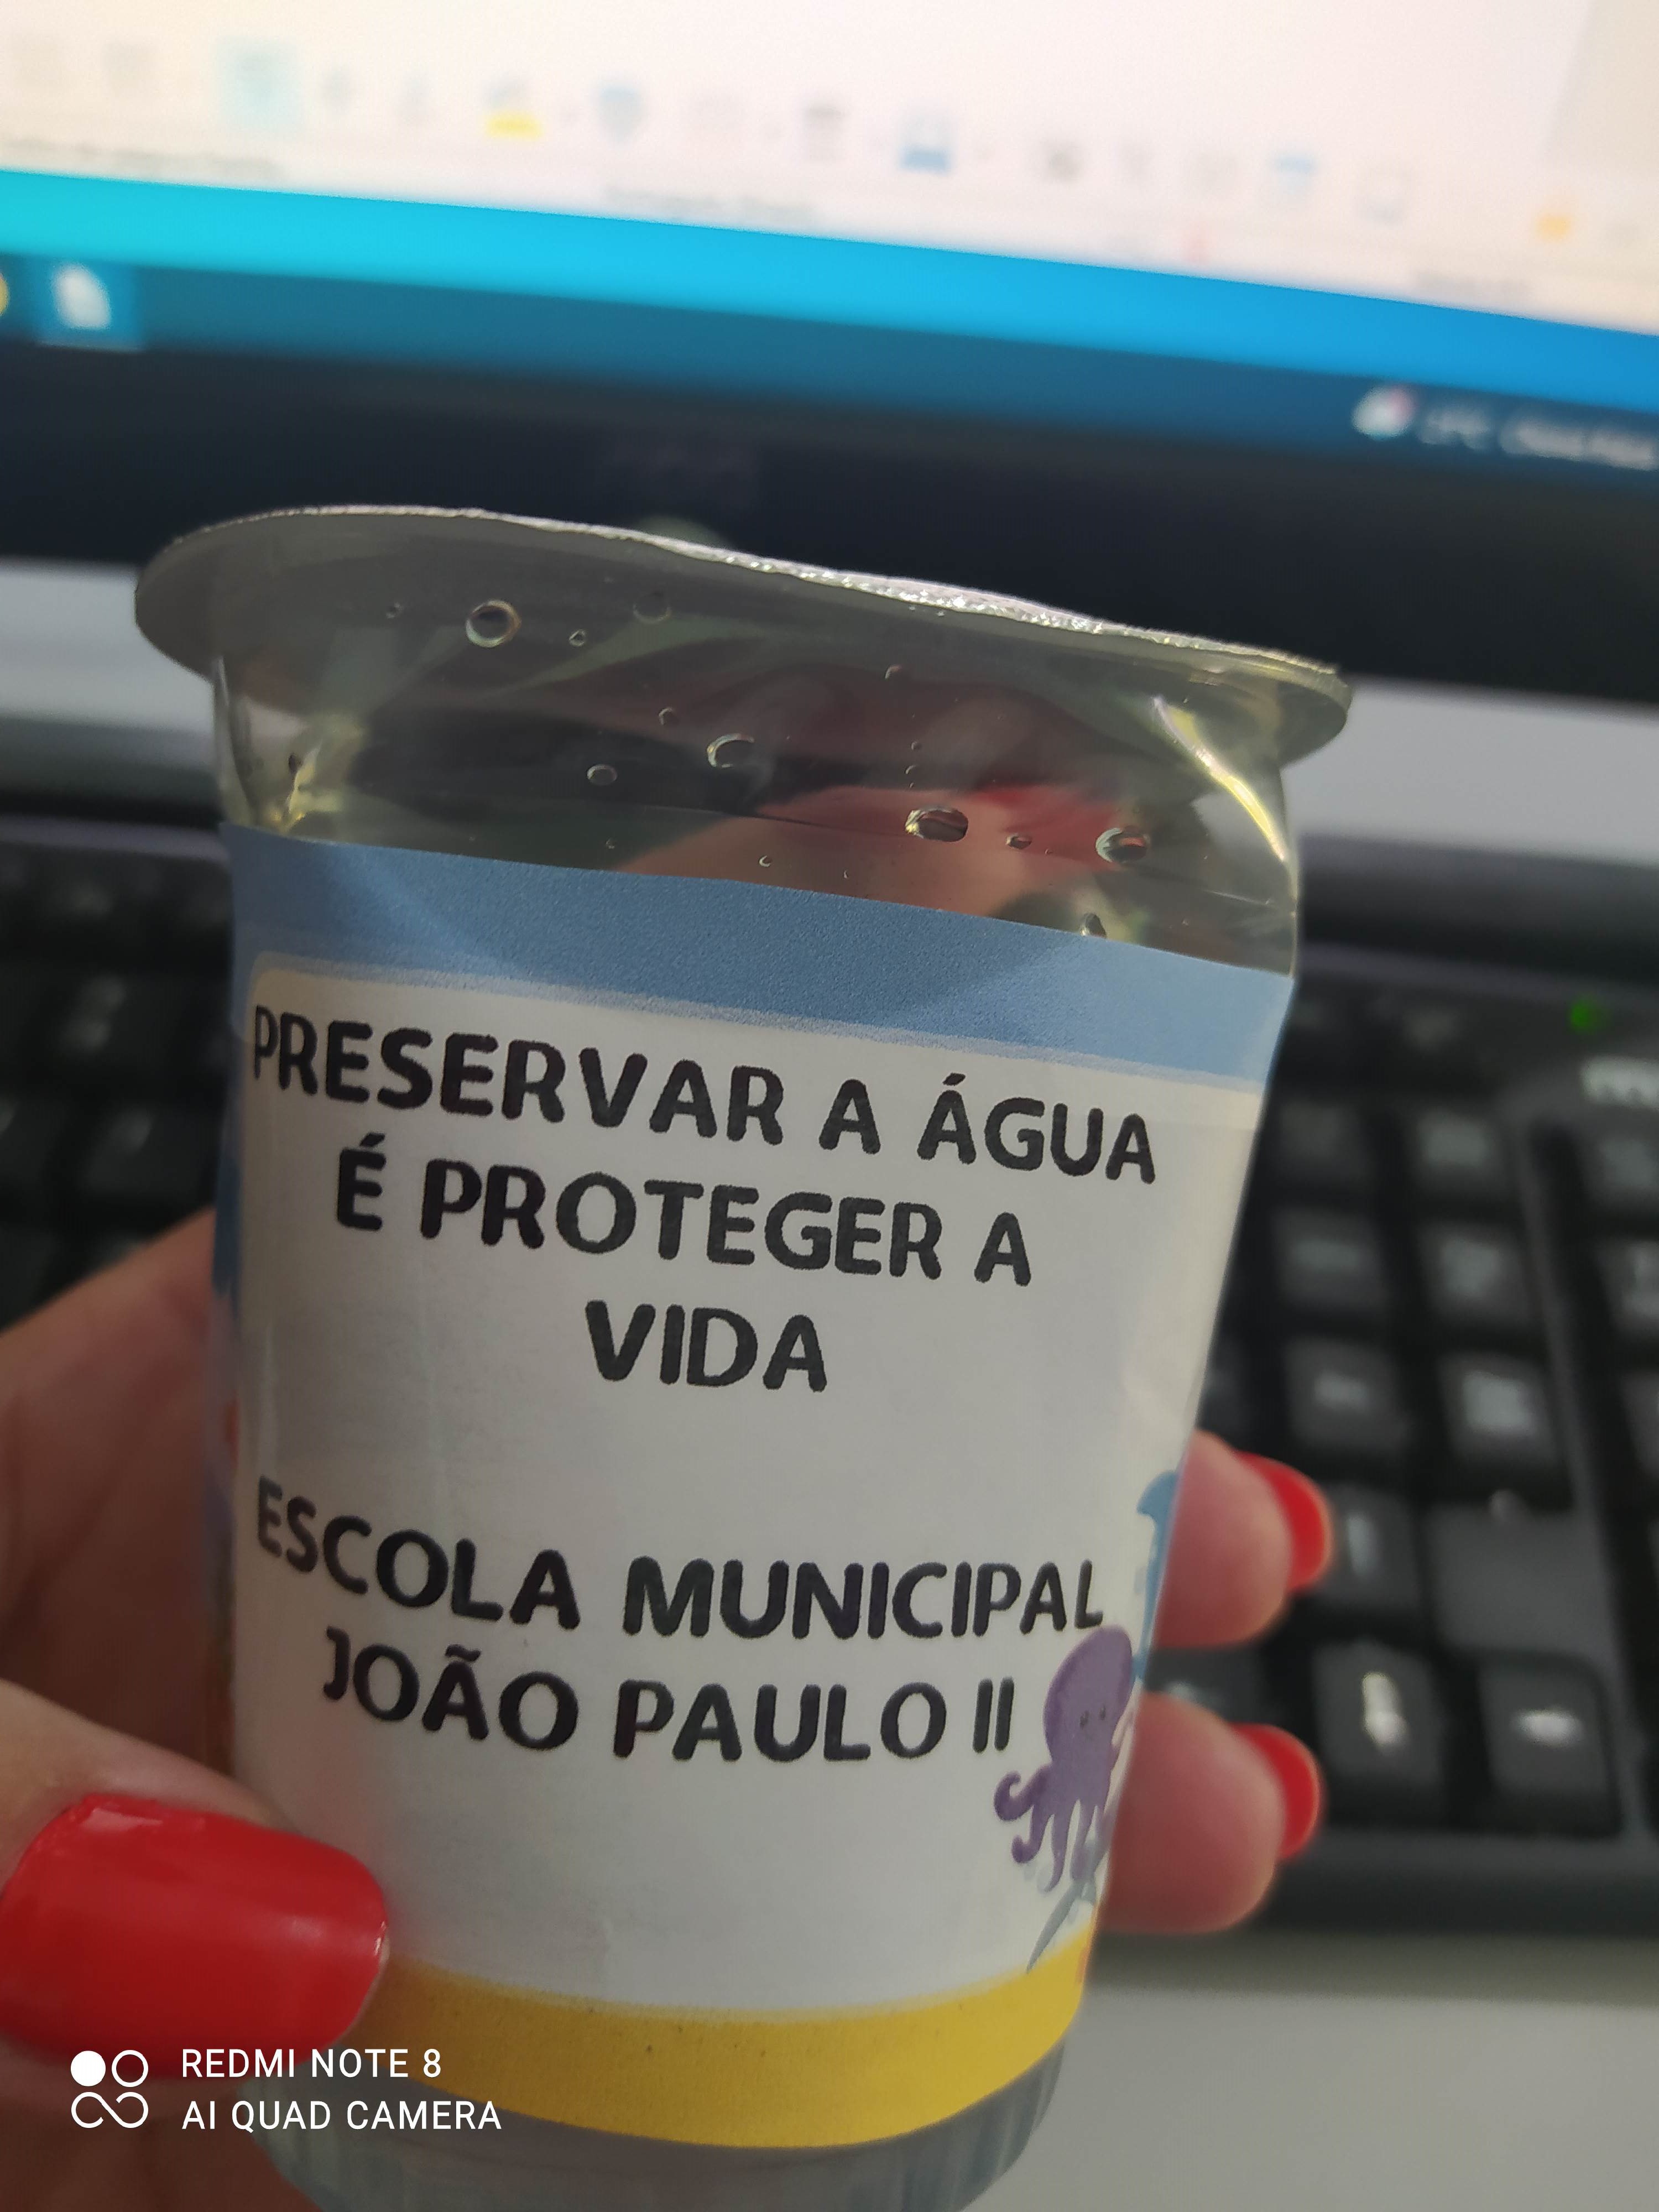 PRESERVAR A ÁGUA
É PROTEGER A
VIDA
ESCOLA MUNICIPAL
JOÃO PAULO II
REDMI NOTE 8
AI QUAD CAMERA